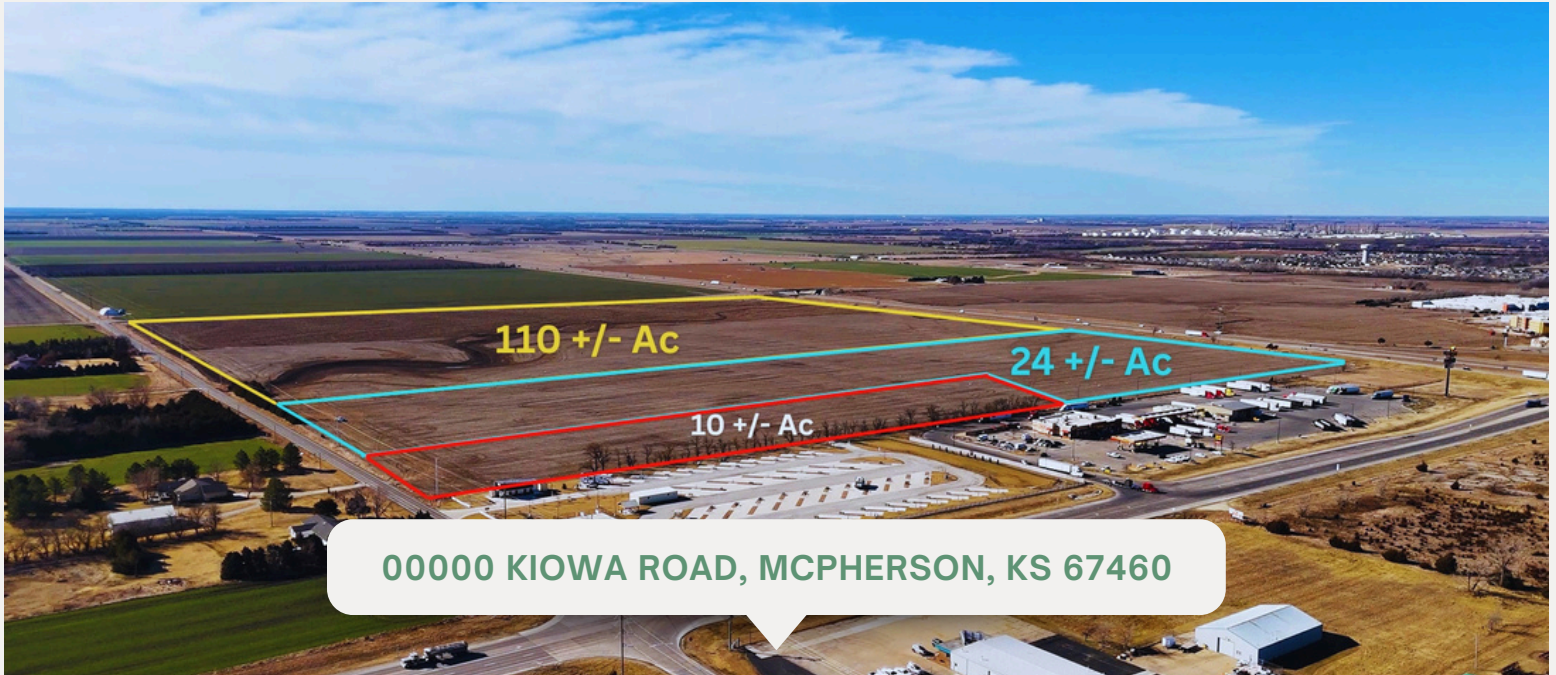 110 +/- Ac
24 +/- Ac
10 +/- Ac
00000 KIOWA ROAD, MCPHERSON, KS 67460